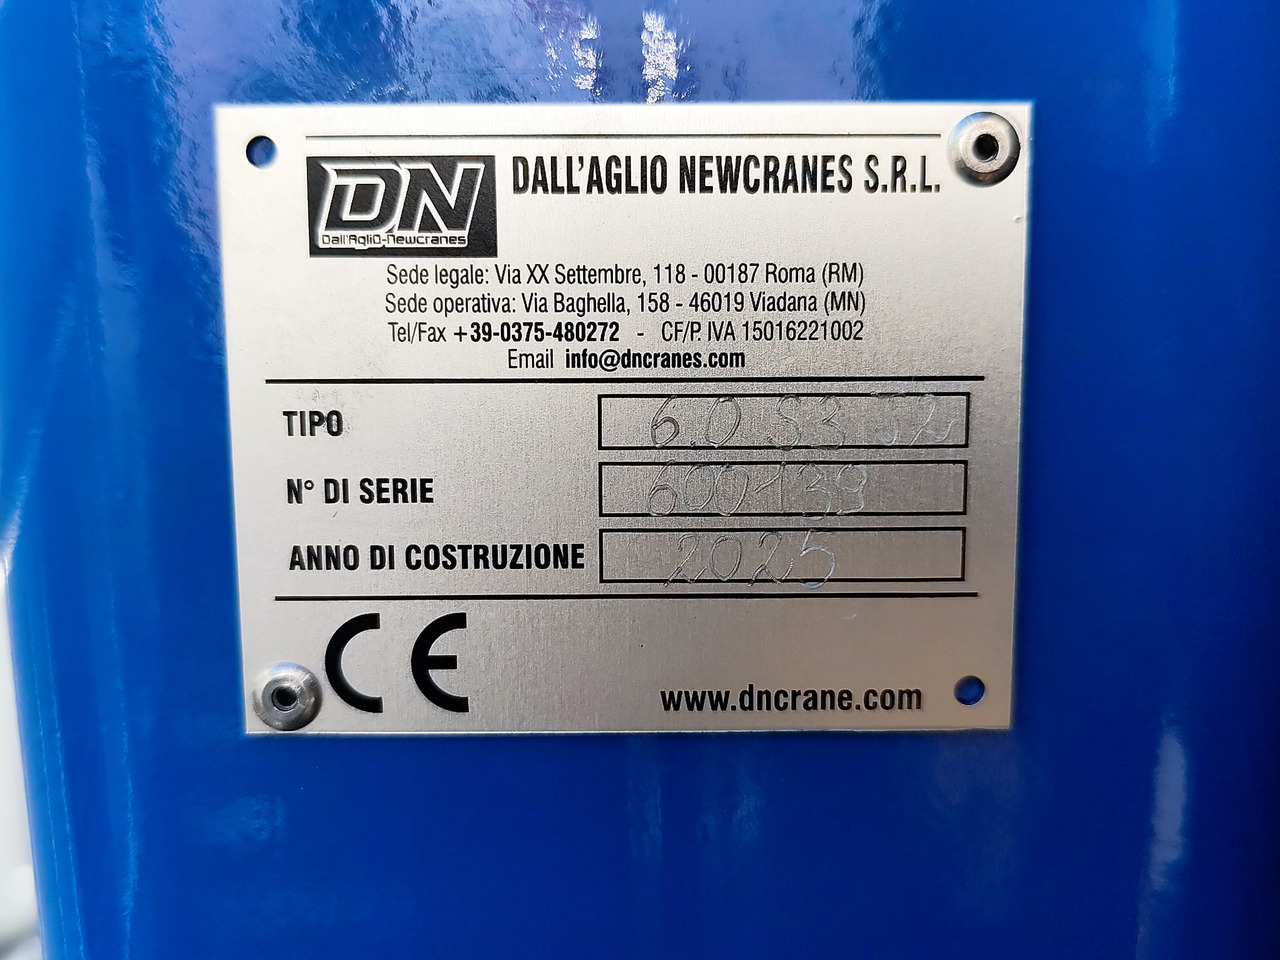 DALL'AGLIO NEWCRANES S.R.L.
DN
Dall'Aglio-Newcranes
Sede legale: Via XX Settembre, 118 - 00187 Roma (RM)
Sede operativa: Via Baghella, 158 - 46019 Viadana (MN)
Tel/Fax +39-0375-480272 - CF/P. IVA 15016221002
Email info@dncranes.com
TIPO 6.0 S3 J2
N° DI SERIE 600139
ANNO DI COSTRUZIONE 2025
CE
www.dncrane.com